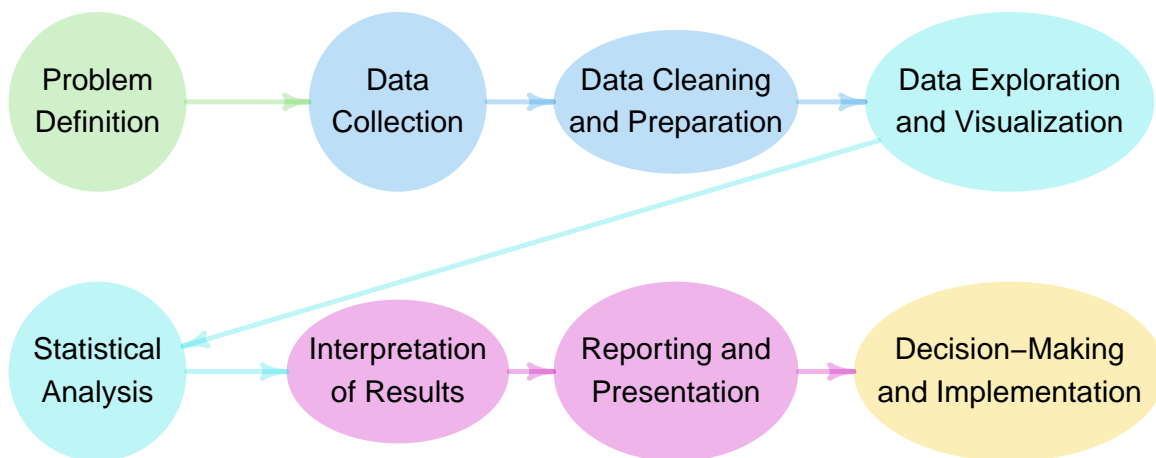 Problem
Definition
Data
Collection
Data Cleaning
and Preparation
Data Exploration
and Visualization
Statistical
Analysis
Interpretation
of Results
Reporting and
Presentation
Decision−Making
and Implementation